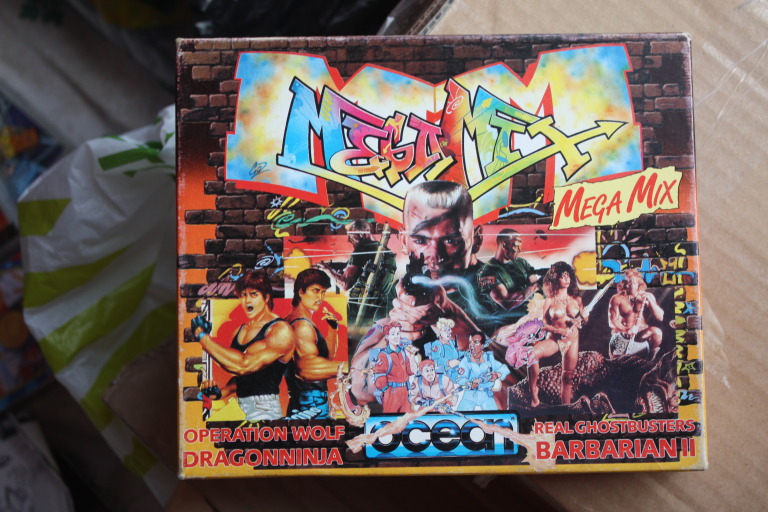 MEGA MIX
MEGA MIX
OPERATION WOLF
DRAGONNINJA
ocean
REAL GHOSTBUSTERS
BARBARIAN II